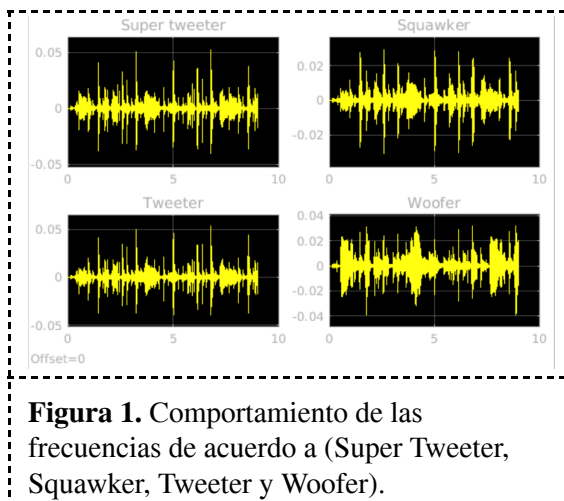 Super tweeter
0.05
0
-0.05
0 5 10
Squawker
0.02
0
-0.02
0 5 10
Tweeter
0.05
0
-0.05
0 5 10
Offset=0
Woofer
0.04
0.02
0
-0.02
-0.04
0 5 10
Figura 1. Comportamiento de las
frecuencias de acuerdo a (Super Tweeter,
Squawker, Tweeter y Woofer).